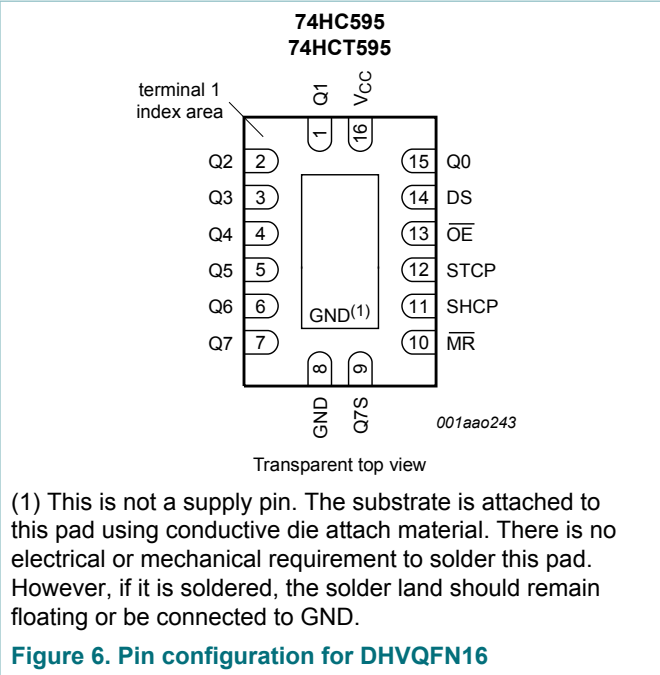 74HC595
74HCT595
terminal 1
index area
Q1
VCC
1
16
Q2 2 15 Q0
Q3 3 14 DS
Q4 4 13 OE
Q5 5 12 STCP
Q6 6 11 SHCP
GND(1)
Q7 7 10 MR
8
9
GND
Q7S
001aao243
Transparent top view
(1) This is not a supply pin. The substrate is attached to
this pad using conductive die attach material. There is no
electrical or mechanical requirement to solder this pad.
However, if it is soldered, the solder land should remain
floating or be connected to GND.
Figure 6. Pin configuration for DHVQFN16